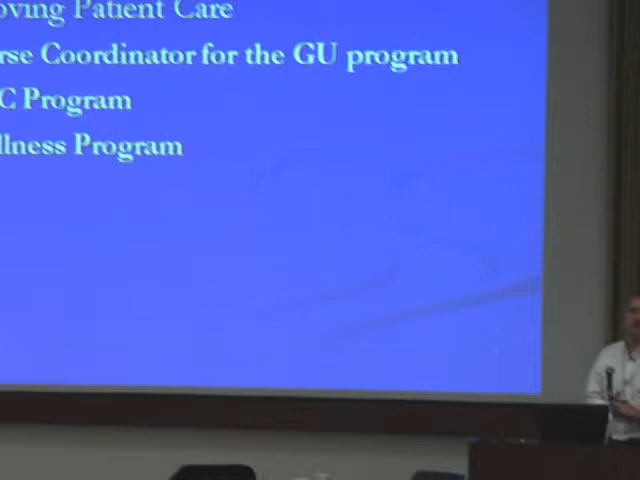 oving Patient Care
rse Coordinator for the GU program
C Program
llness Program